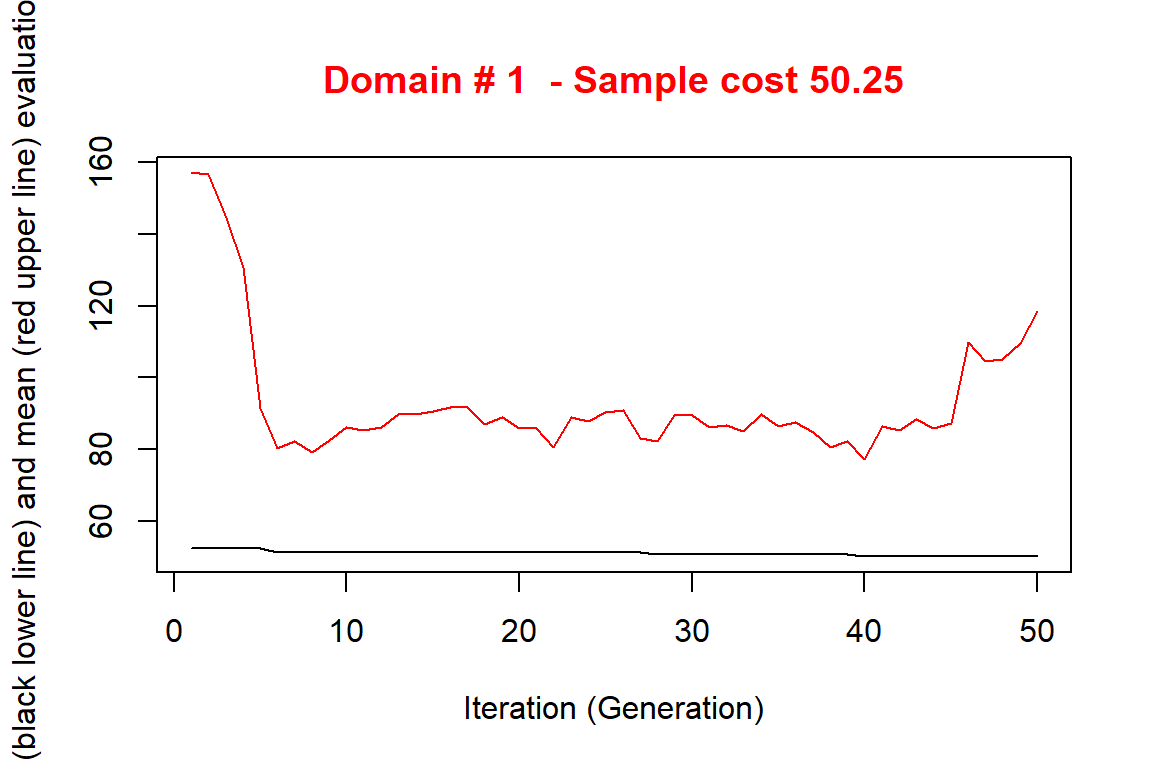 Domain # 1  - Sample cost 50.25
(black lower line) and mean (red upper line) evaluatio
160
120
80
60
0 10 20 30 40 50
Iteration (Generation)